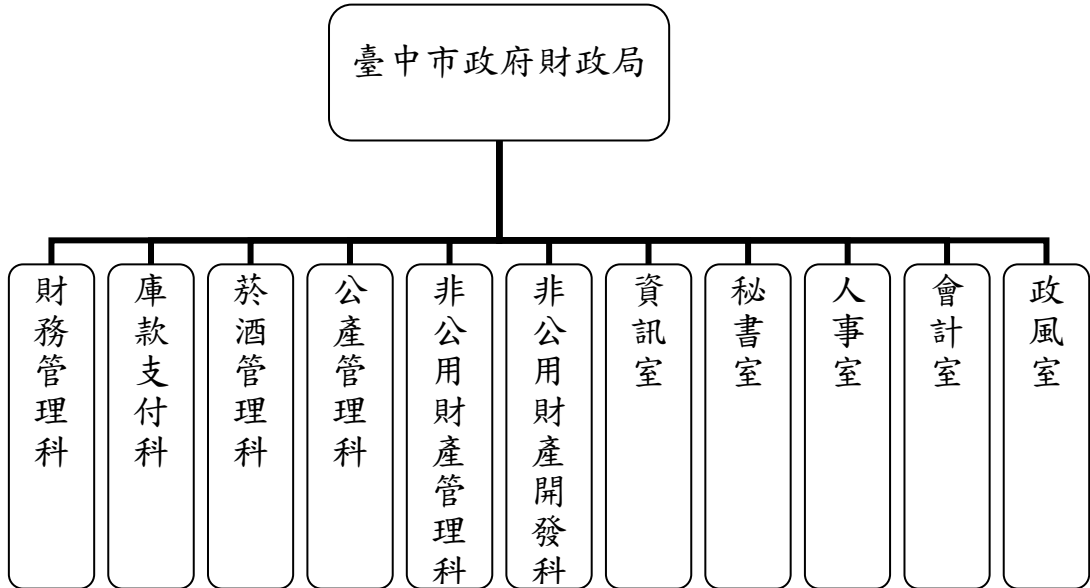 臺中市政府財政局
財務管理科
庫款支付科
菸酒管理科
公產管理科
非公用財產管理科
非公用財產開發科
資訊室
秘書室
人事室
會計室
政風室